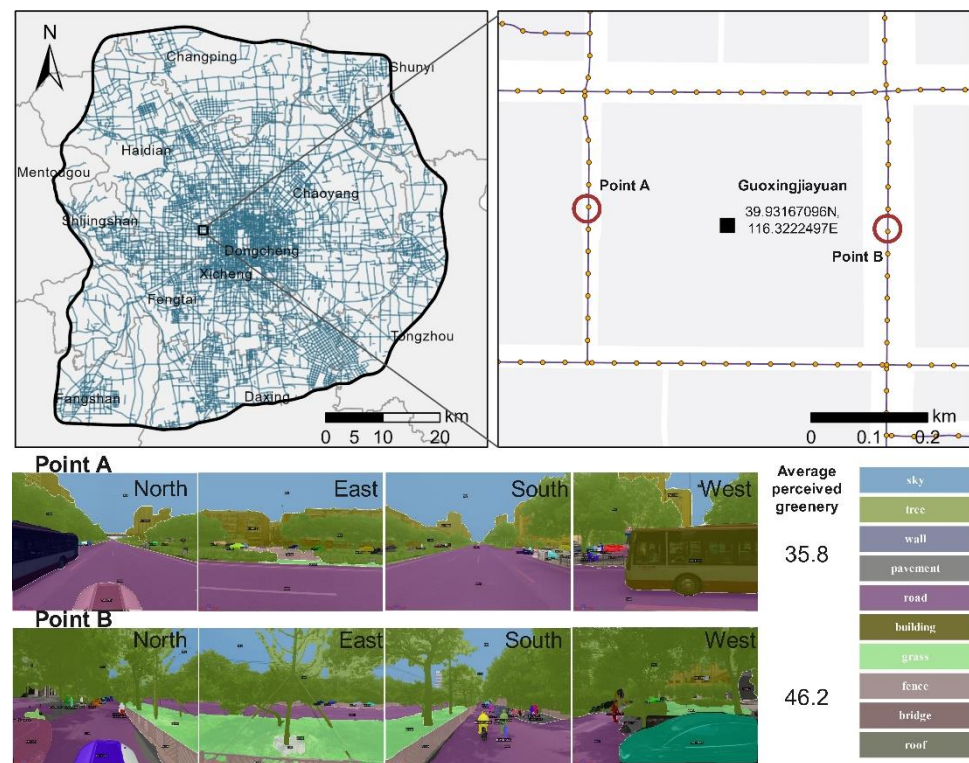 N
Changping
Shunyi
Haidian
Mentougou
Chaoyang
Shijingshan
Dongcheng
Xicheng
Fengtai
Tongzhou
Fangshan
Daxing
km
0 5 10 20
Point A
Guoxingjiayuan
39.93167096N,
116.3222497E
Point B
km
0 0.1 0.2
Point A
North
East
South
West
Average
perceived
greenery
35.8
Point B
North
East
South
West
46.2
sky
tree
wall
pavement
road
building
grass
fence
bridge
roof